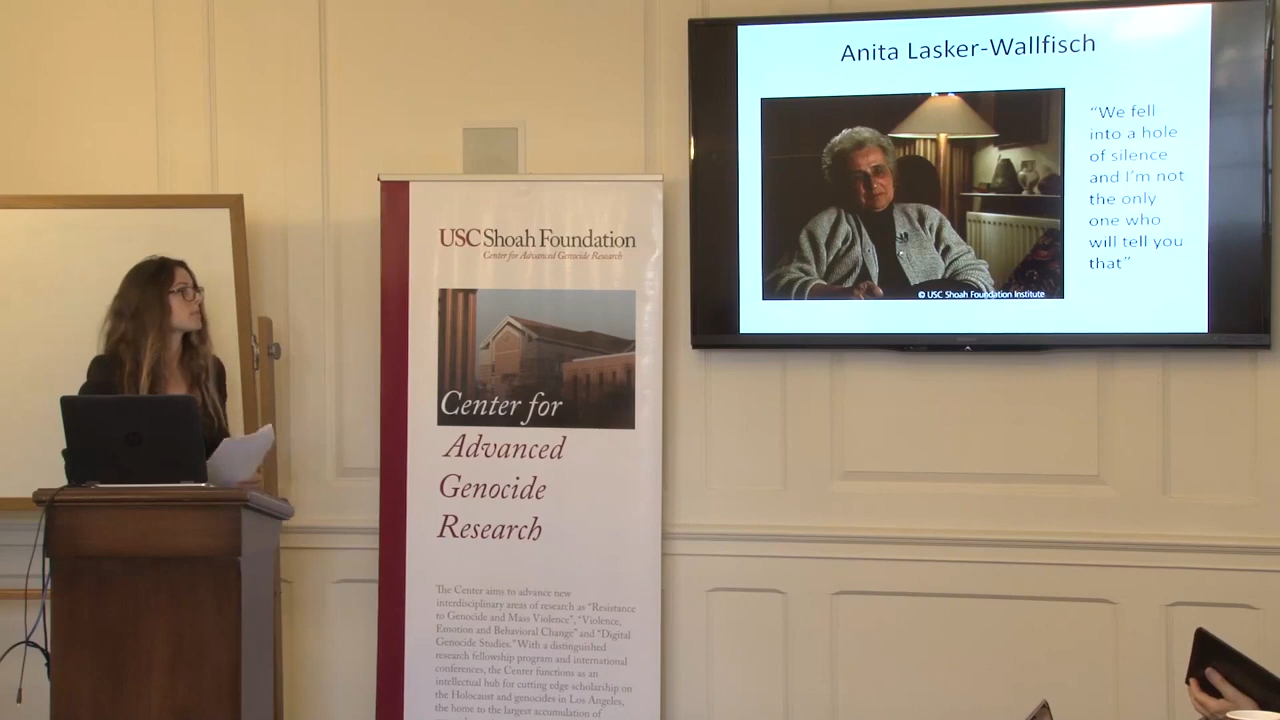 Anita Lasker-Wallfisch
"We fell
into a hole
of silence
and I'm not
the only
one who
will tell you
that"
© USC Shoah Foundation Institute
USC Shoah Foundation
Center for Advanced Genocide Research
Center for
Advanced
Genocide
Research
The Center aims to advance new
interdisciplinary areas of research as "Resistance
to Genocide and Mass Violence", "Violence,
Emotion and Behavioral Change" and "Digital
Genocide Studies." With a distinguished
research fellowship program and international
conferences, the Center functions as an
intellectual hub for cutting edge scholarship on
the Holocaust and genocides in Los Angeles,
the home to the largest accumulation of